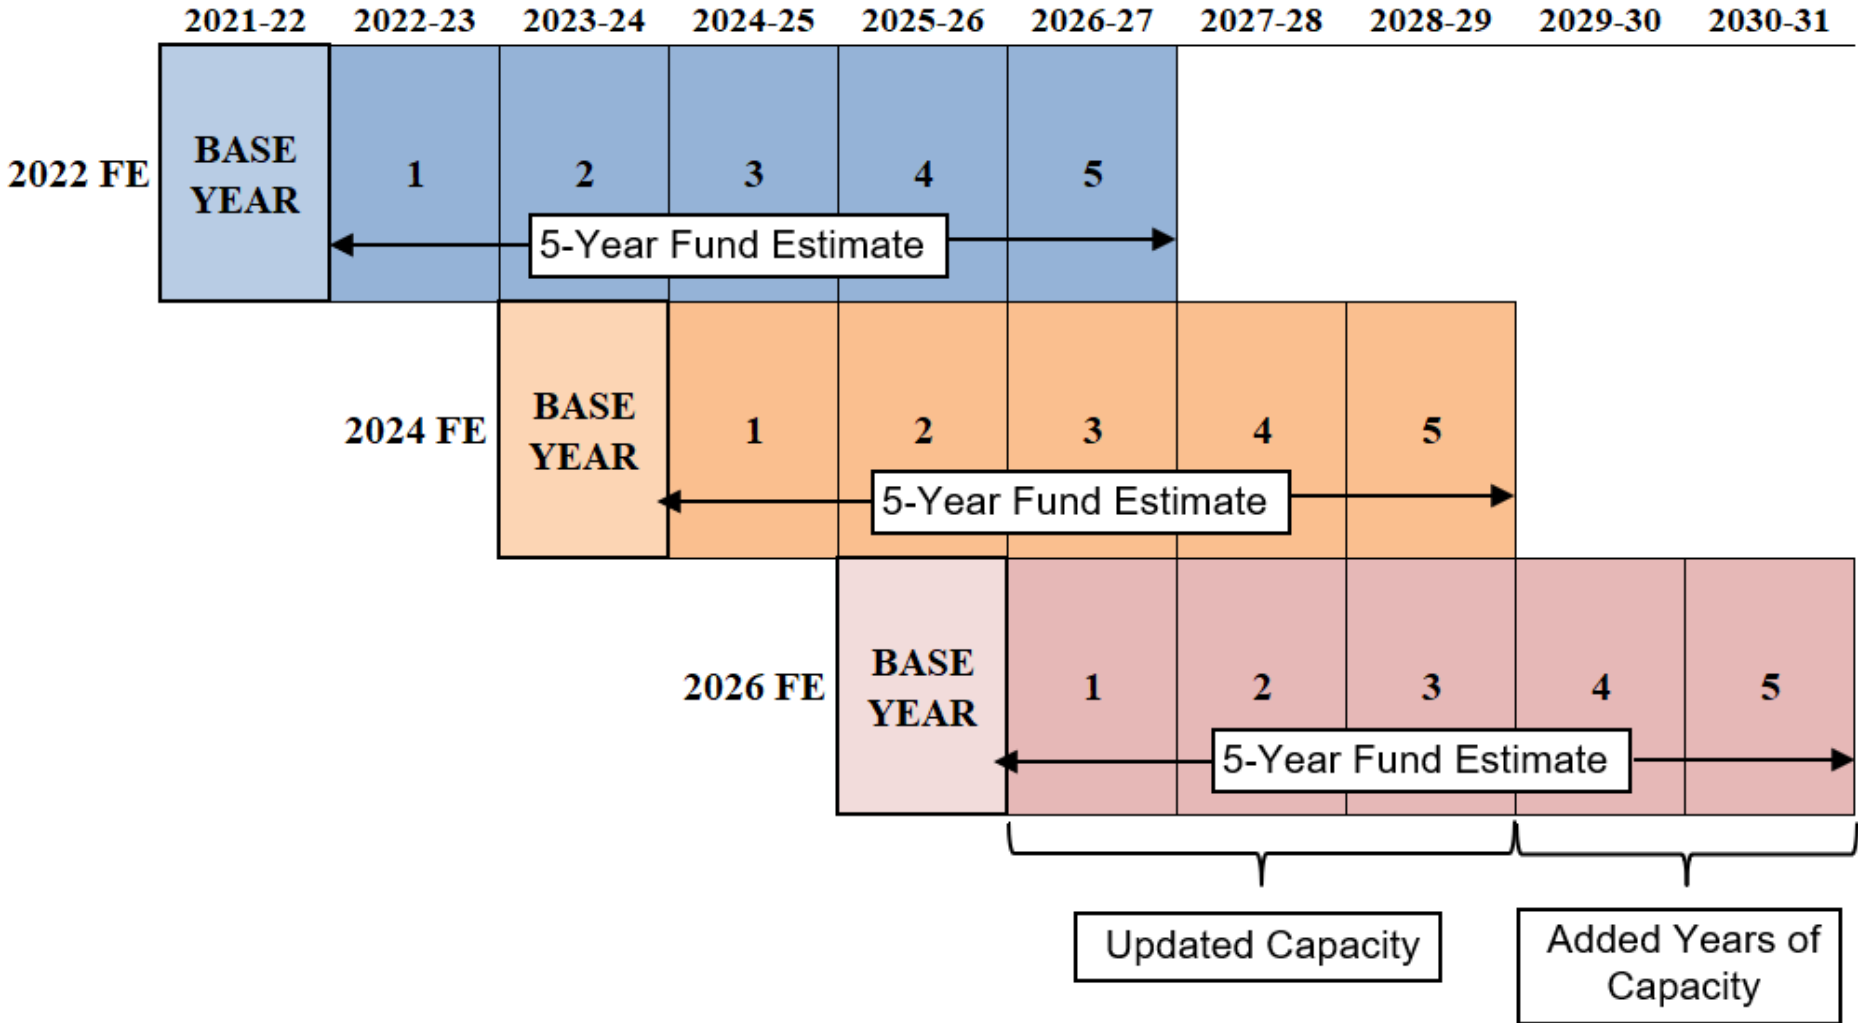 2021-22 2022-23 2023-24 2024-25 2025-26 2026-27 2027-28 2028-29 2029-30 2030-31
2022 FE
BASE
YEAR
1 2 3 4 5
5-Year Fund Estimate
2024 FE
BASE
YEAR
1 2 3 4 5
5-Year Fund Estimate
2026 FE
BASE
YEAR
1 2 3 4 5
5-Year Fund Estimate
Updated Capacity
Added Years of
Capacity